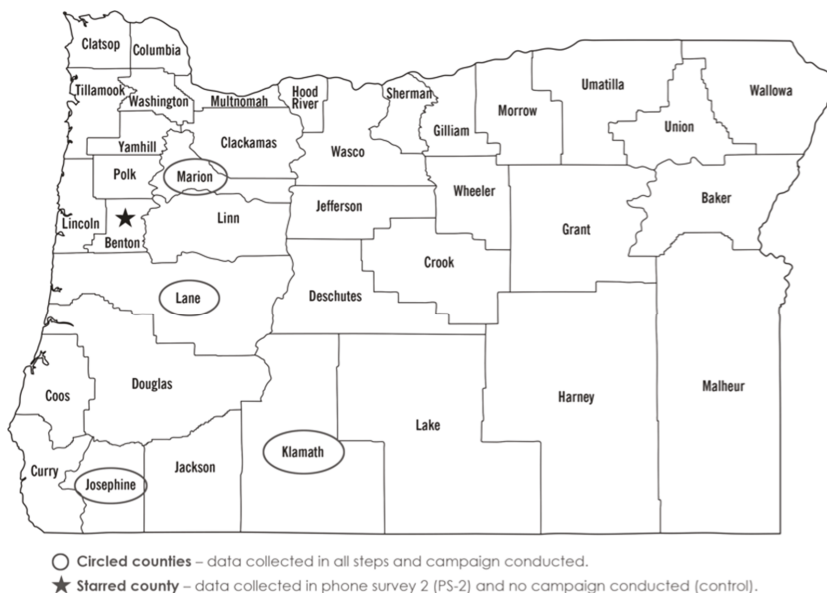 Clatsop
Columbia
Tillamook
Washington
Multnomah
Hood
River
Sherman
Gilliam
Morrow
Umatilla
Wallowa
Union
Yamhill
Clackamas
Wasco
Polk
Marion
Wheeler
Baker
Jefferson
Lincoln
Linn
Grant
Benton
Crook
Lane
Deschutes
Douglas
Coos
Harney
Malheur
Lake
Klamath
Curry
Josephine
Jackson
Circled counties – data collected in all steps and campaign conducted.
Starred county – data collected in phone survey 2 (PS-2) and no campaign conducted (control).